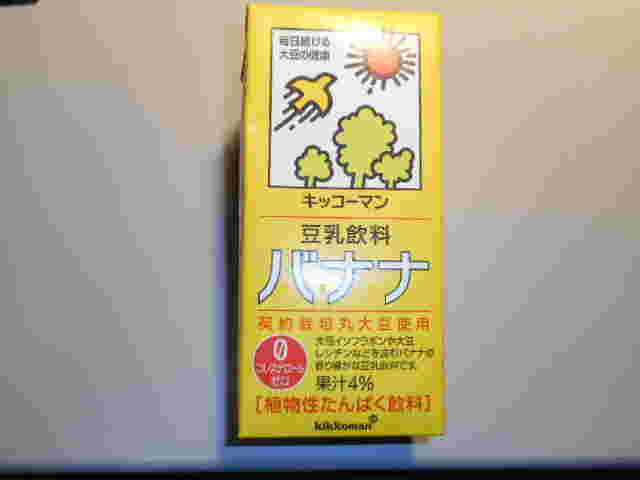 毎日続ける
大豆の健康
キッコーマン
豆乳飲料
バナナ
契約栽培丸大豆使用
0
コレステロール
ゼロ
大豆イソフラボンや大豆
レシチンなどを含むバナナの
香り豊かな豆乳飲料です。
果汁4%
[植物性たんぱく飲料]
kikkoman